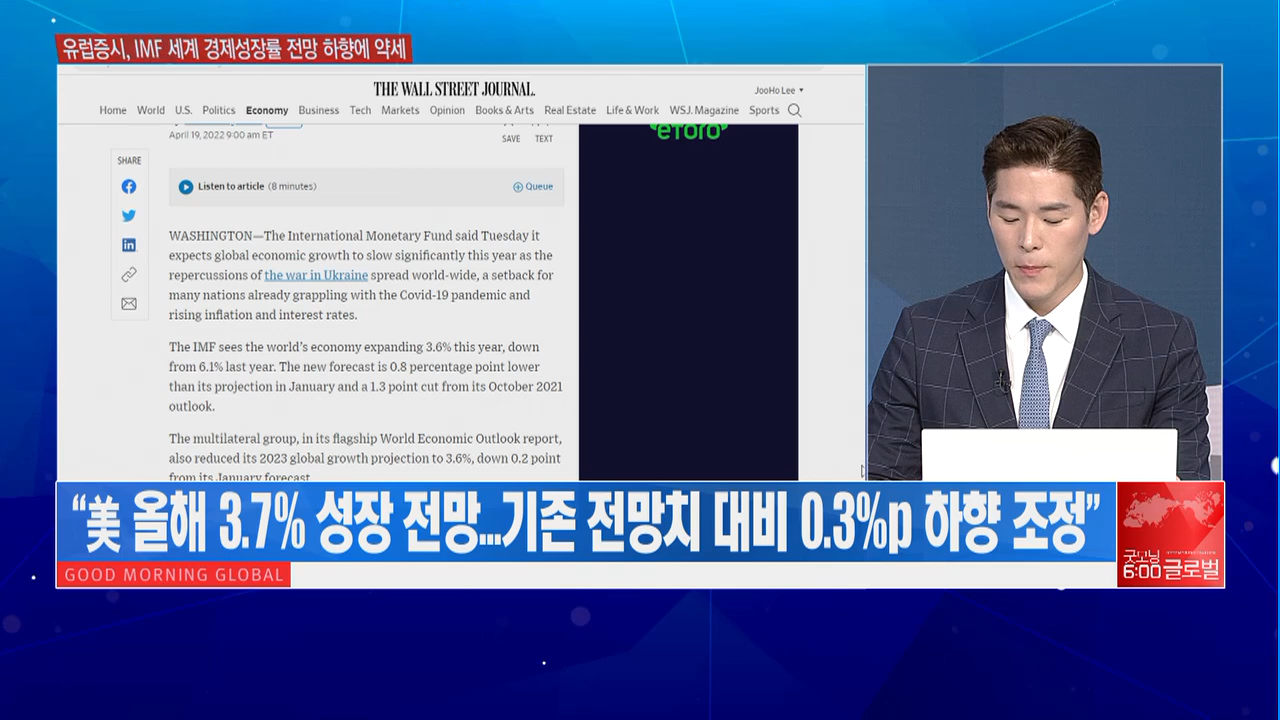 유럽증시, IMF 세계 경제성장률 전망 하향에 약세
THE WALL STREET JOURNAL.
JooHo Lee
Home World U.S. Politics Economy Business Tech Markets Opinion Books & Arts Real Estate Life & Work WSJ. Magazine Sports
April 19, 2022 9:00 am ET
SAVE TEXT
eToro
SHARE
Listen to article (8 minutes)
Queue
WASHINGTON—The International Monetary Fund said Tuesday it
expects global economic growth to slow significantly this year as the
repercussions of the war in Ukraine spread world-wide, a setback for
many nations already grappling with the Covid-19 pandemic and
rising inflation and interest rates.
The IMF sees the world’s economy expanding 3.6% this year, down
from 6.1% last year. The new forecast is 0.8 percentage point lower
than its projection in January and a 1.3 point cut from its October 2021
outlook.
The multilateral group, in its flagship World Economic Outlook report,
also reduced its 2023 global growth projection to 3.6%, down 0.2 point
from its January forecast.
“美 올해 3.7% 성장 전망...기존 전망치 대비 0.3%p 하향 조정”
GOOD MORNING GLOBAL
굿모닝
6:00 글로벌